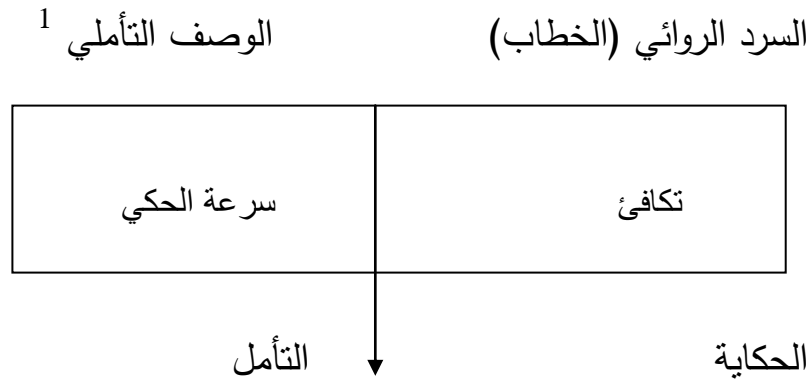 السرد الروائي (الخطاب) الوصف التأملي 1
تكافئ سرعة الحكي
الحكاية التأمل